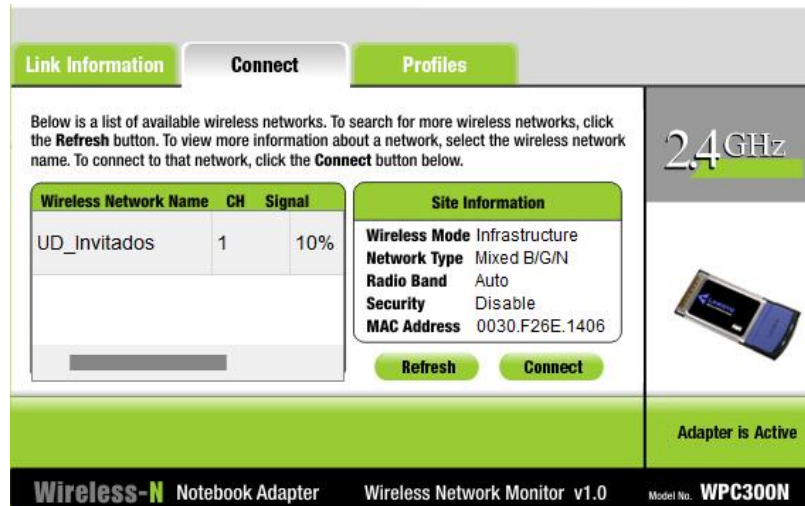 Link Information Connect Profiles
Below is a list of available wireless networks. To search for more wireless networks, click
the Refresh button. To view more information about a network, select the wireless network
name. To connect to that network, click the Connect button below.
2.4GHz
Wireless Network Name CH Signal
UD_Invitados 1 10%
Site Information
Wireless Mode Infrastructure
Network Type Mixed B/G/N
Radio Band Auto
Security Disable
MAC Address 0030.F26E.1406
Refresh Connect
Adapter is Active
Wireless-N Notebook Adapter Wireless Network Monitor v1.0 Model No. WPC300N